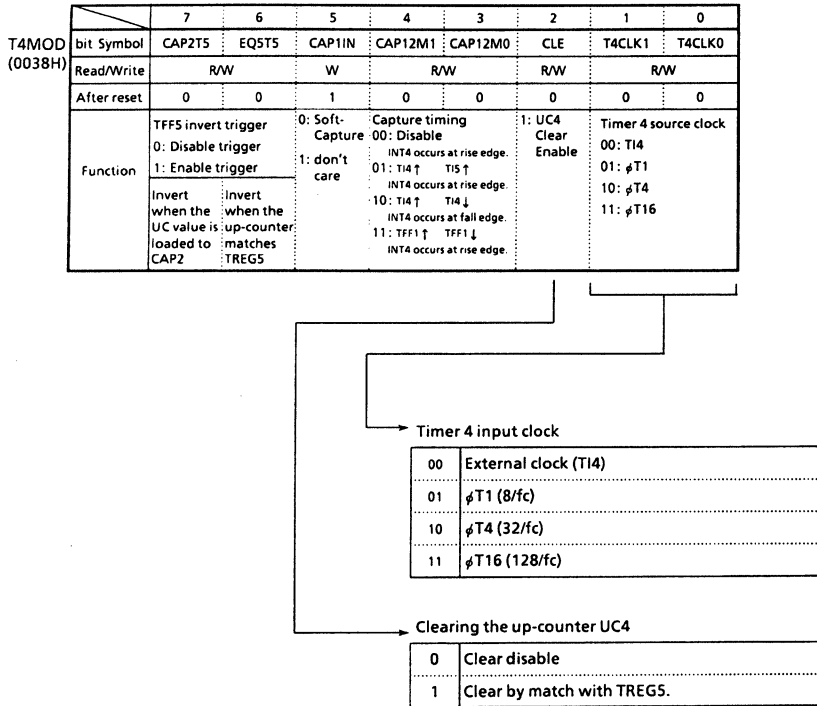 7 6 5 4 3 2 1 0
T4MOD (0038H)
bit Symbol CAP2T5 EQ5T5 CAP1IN CAP12M1 CAP12M0 CLE T4CLK1 T4CLK0
Read/Write R/W W R/W R/W R/W
After reset 0 0 1 0 0 0 0 0
Function
TFF5 invert trigger
0: Disable trigger
1: Enable trigger
Invert
when the
UC value is
loaded to
CAP2
Invert
when the
up-counter
matches
TREG5
0: Soft-
Capture
1: don't
care
Capture timing
00: Disable
INT4 occurs at rise edge.
01: TI4↑ TI5↑
INT4 occurs at rise edge.
10: TI4↑ TI4↓
INT4 occurs at fall edge.
11: TFF1↑ TFF1↓
INT4 occurs at rise edge.
1: UC4
Clear
Enable
Timer 4 source clock
00: TI4
01: ϕT1
10: ϕT4
11: ϕT16
Timer 4 input clock
00 External clock (TI4)
01 ϕT1 (8/fc)
10 ϕT4 (32/fc)
11 ϕT16 (128/fc)
Clearing the up-counter UC4
0 Clear disable
1 Clear by match with TREG5.